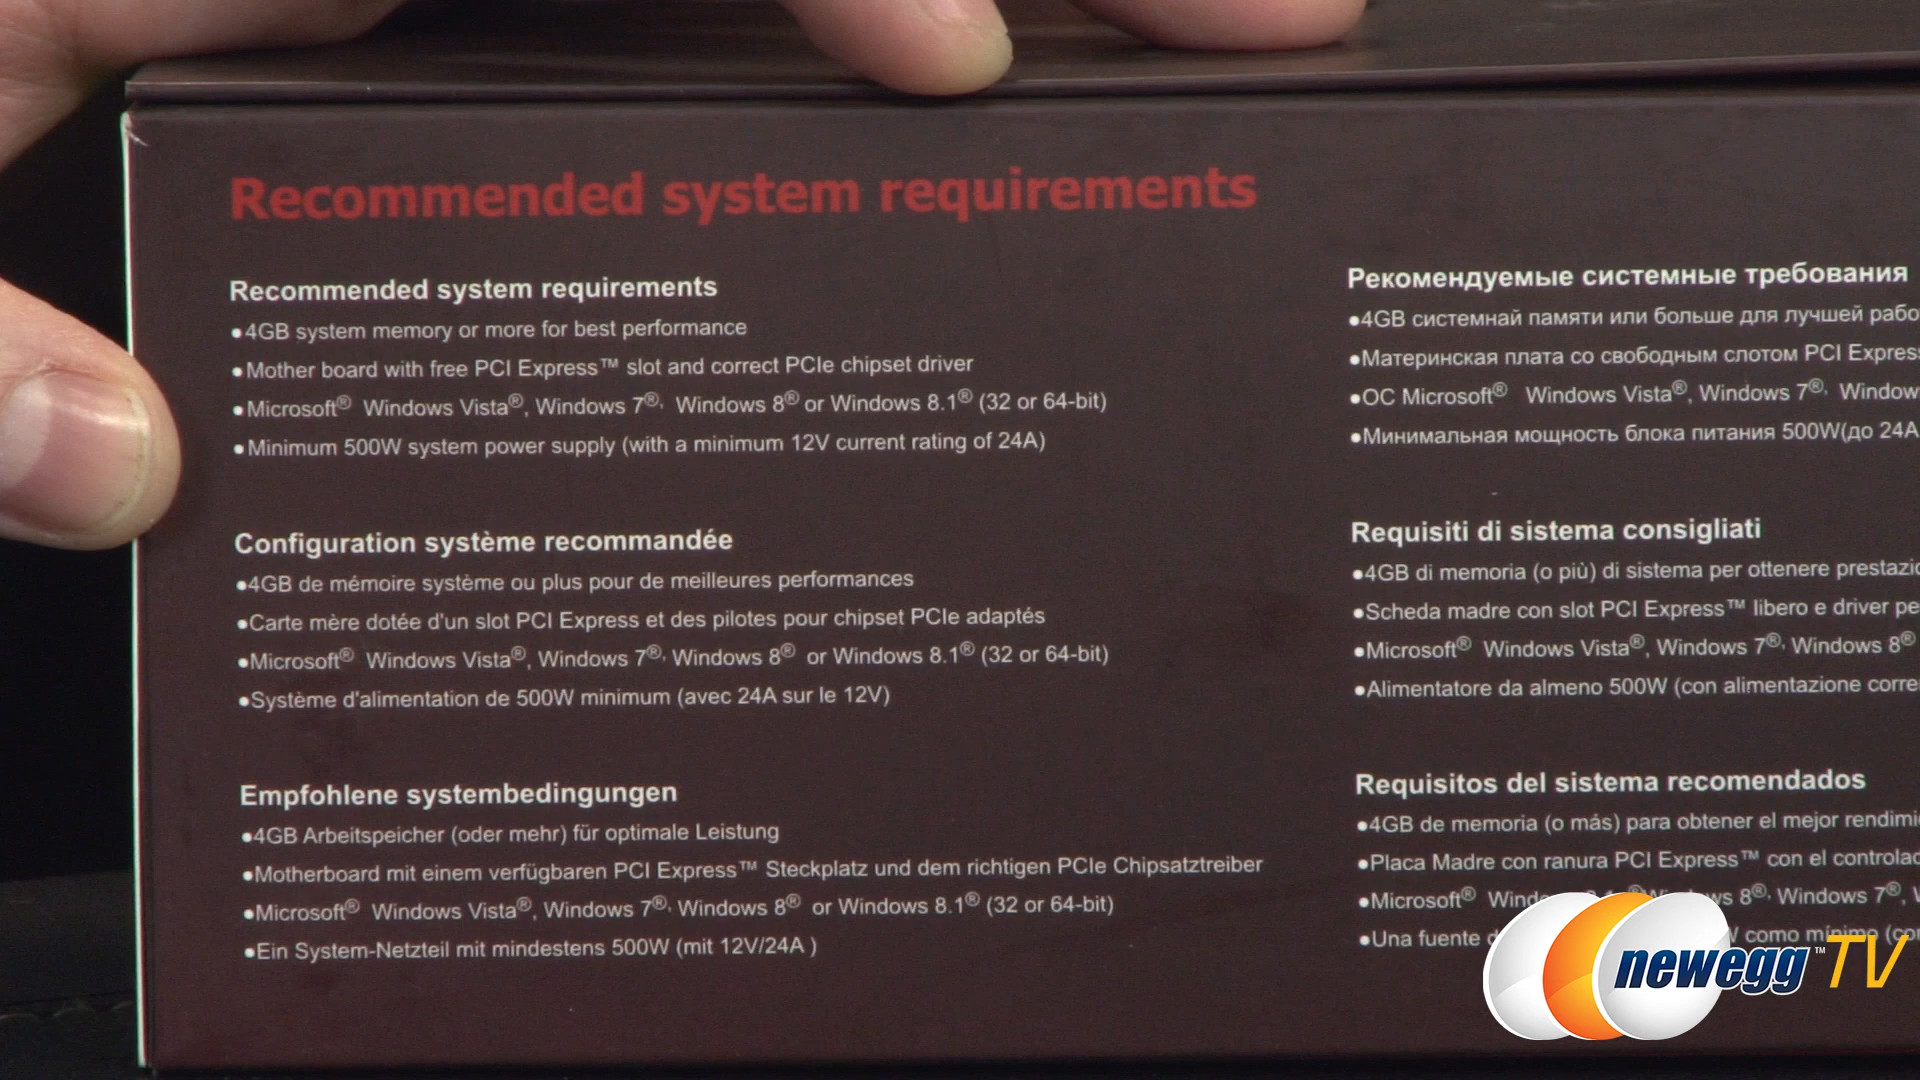 Recommended system requirements
Recommended system requirements
●4GB system memory or more for best performance
●Mother board with free PCI Express™ slot and correct PCIe chipset driver
●Microsoft® Windows Vista®, Windows 7®, Windows 8® or Windows 8.1® (32 or 64-bit)
●Minimum 500W system power supply (with a minimum 12V current rating of 24A)
Configuration système recommandée
●4GB de mémoire système ou plus pour de meilleures performances
●Carte mère dotée d'un slot PCI Express et des pilotes pour chipset PCIe adaptés
●Microsoft® Windows Vista®, Windows 7®, Windows 8® or Windows 8.1® (32 or 64-bit)
●Système d'alimentation de 500W minimum (avec 24A sur le 12V)
Empfohlene systembedingungen
●4GB Arbeitspeicher (oder mehr) für optimale Leistung
●Motherboard mit einem verfügbaren PCI Express™ Steckplatz und dem richtigen PCIe Chipsatztreiber
●Microsoft® Windows Vista®, Windows 7®, Windows 8® or Windows 8.1® (32 or 64-bit)
●Ein System-Netzteil mit mindestens 500W (mit 12V/24A )
Рекомендуемые системные требования
●4GB системнай памяти или больше для лучшей
●Материнская плата со свободным слотом PCI
●ОС Microsoft® Windows Vista®, Windows 7®,
●Минимальная мощность блока питания 500W(до 24A
Requisiti di sistema consigliati
●4GB di memoria (o più) di sistema per ottenere
●Scheda madre con slot PCI Express™ libero e driver
●Microsoft® Windows Vista®, Windows 7®, Windows 8®
●Alimentatore da almeno 500W (con alimentazione
Requisitos del sistema recomendados
●4GB de memoria (o más) para obtener el mejor
●Placa Madre con ranura PCI Express™ con el
●Microsoft® 8®, Windows 7®,
●Una fuente como mínimo
newegg™ TV